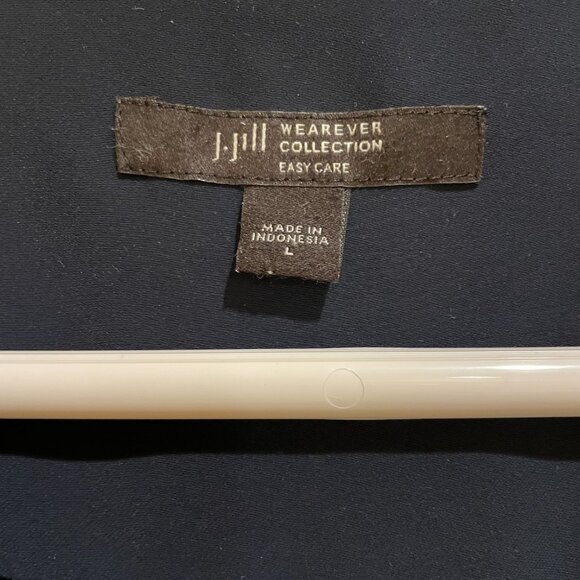 J.Jill WEAREVER
COLLECTION
EASY CARE
MADE IN
INDONESIA
L